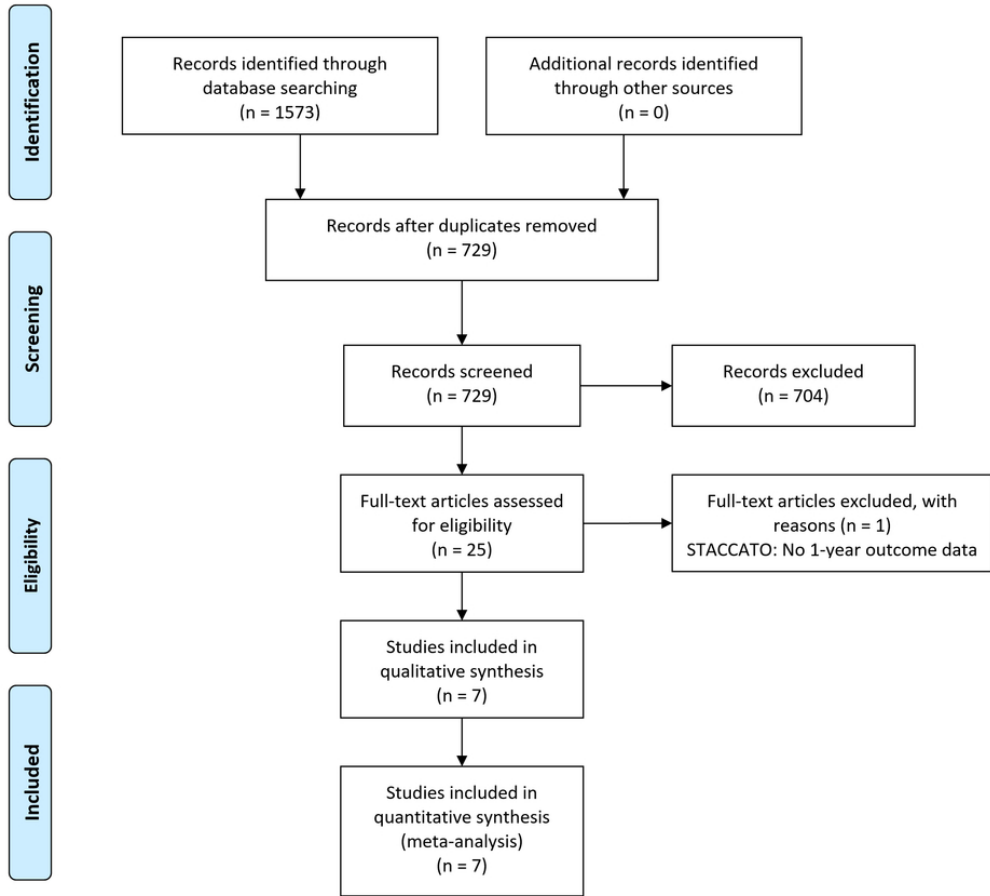 Identification
Records identified through
database searching
(n = 1573)
Additional records identified
through other sources
(n = 0)
Records after duplicates removed
(n = 729)
Screening
Records screened
(n = 729)
Records excluded
(n = 704)
Eligibility
Full-text articles assessed
for eligibility
(n = 25)
Full-text articles excluded, with
reasons (n = 1)
STACCATO: No 1-year outcome data
Studies included in
qualitative synthesis
(n = 7)
Included
Studies included in
quantitative synthesis
(meta-analysis)
(n = 7)